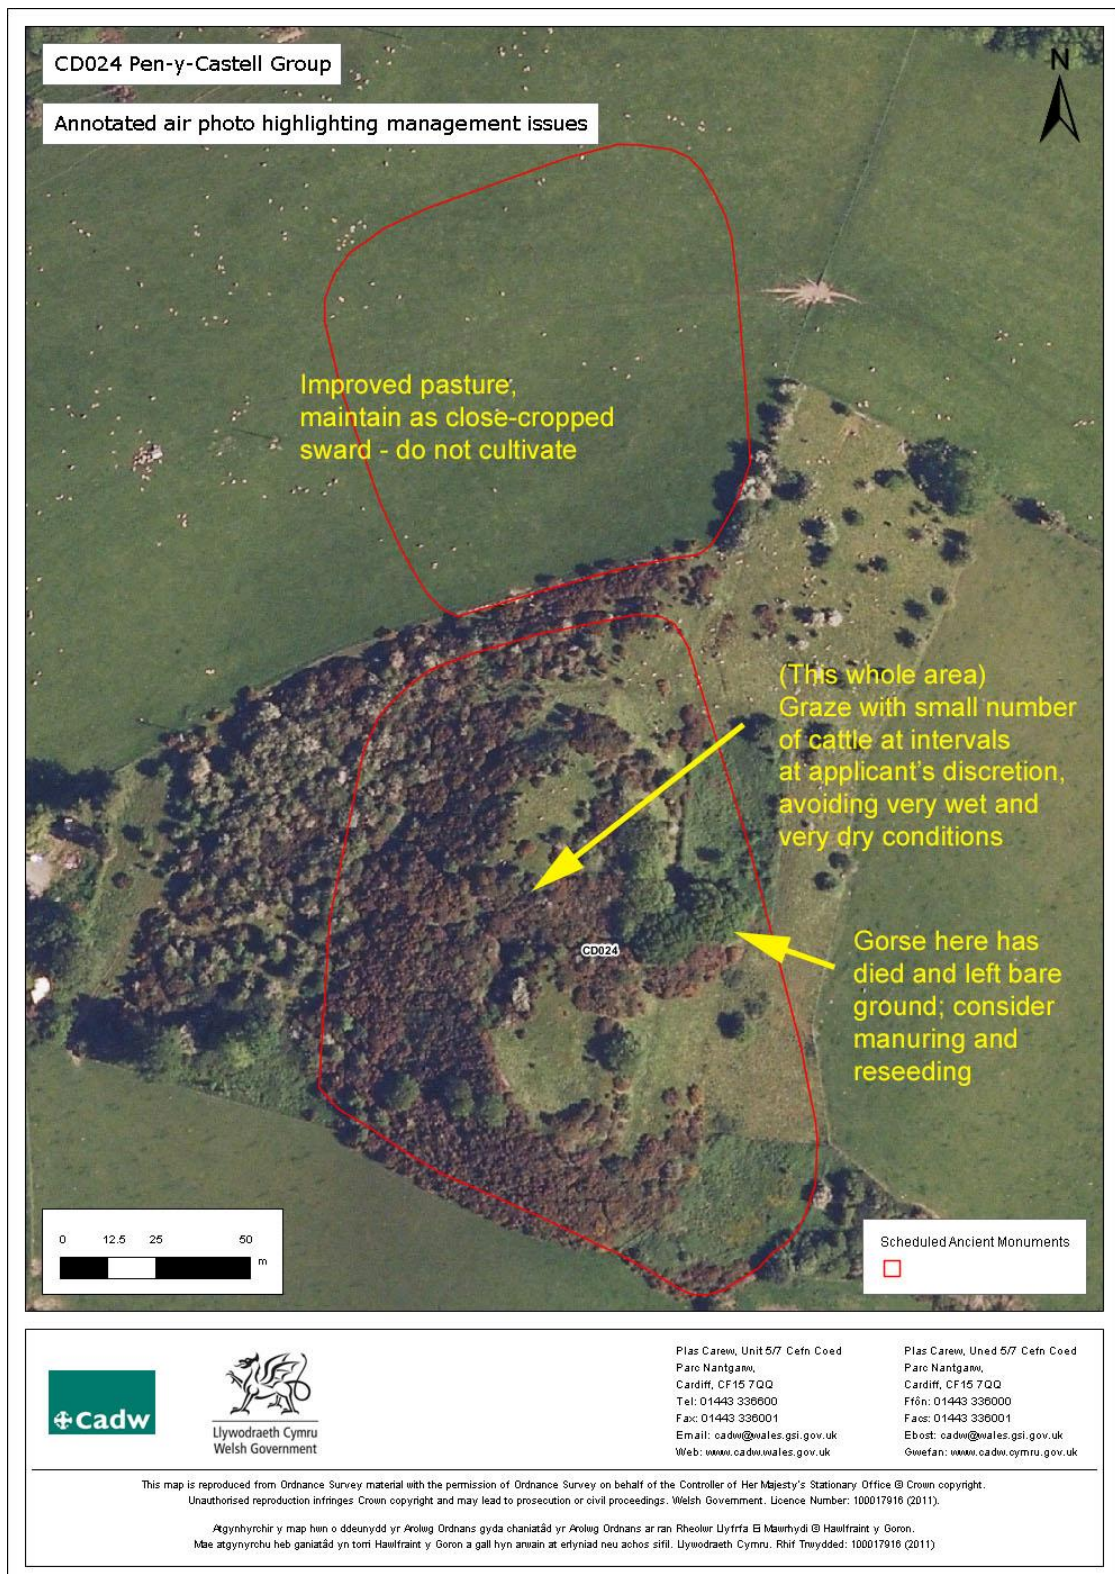 CD024 Pen-y-Castell Group
Annotated air photo highlighting management issues
N
Improved pasture,
maintain as close-cropped
sward - do not cultivate
(This whole area)
Graze with small number
of cattle at intervals
at applicant's discretion,
avoiding very wet and
very dry conditions
CD024
Gorse here has
died and left bare
ground; consider
manuring and
reseeding
0 12.5 25 50
m
Scheduled Ancient Monuments
Cadw
Llywodraeth Cymru
Welsh Government
Plas Carew, Unit 5/7 Cefn Coed
Parc Nantgarw,
Cardiff, CF15 7QQ
Tel: 01443 336600
Fax: 01443 336001
Email: cadw@wales.gsi.gov.uk
Web: www.cadw.wales.gov.uk
Plas Carew, Uned 5/7 Cefn Coed
Parc Nantgarw,
Cardiff, CF15 7QQ
Ffôn: 01443 336000
Facs: 01443 336001
Ebost: cadw@wales.gsi.gov.uk
Gwefan: www.cadw.cymru.gov.uk
This map is reproduced from Ordnance Survey material with the permission of Ordnance Survey on behalf of the Controller of Her Majesty's Stationary Office © Crown copyright.
Unauthorised reproduction infringes Crown copyright and may lead to prosecution or civil proceedings. Welsh Government. Licence Number: 100017916 (2011).
Atgynhyrchir y map hwn o ddeunydd yr Arolwg Ordnans gyda chaniatâd yr Arolwg Ordnans ar ran Rheolwr Llyfrfa Ei Mawrhydi © Hawlfraint y Goron.
Mae atgynyrchu heb ganiatâd yn torri Hawlfraint y Goron a gall hyn arwain at erlyniad neu achos sifil. Llywodraeth Cymru. Rhif Trwydded: 100017916 (2011)